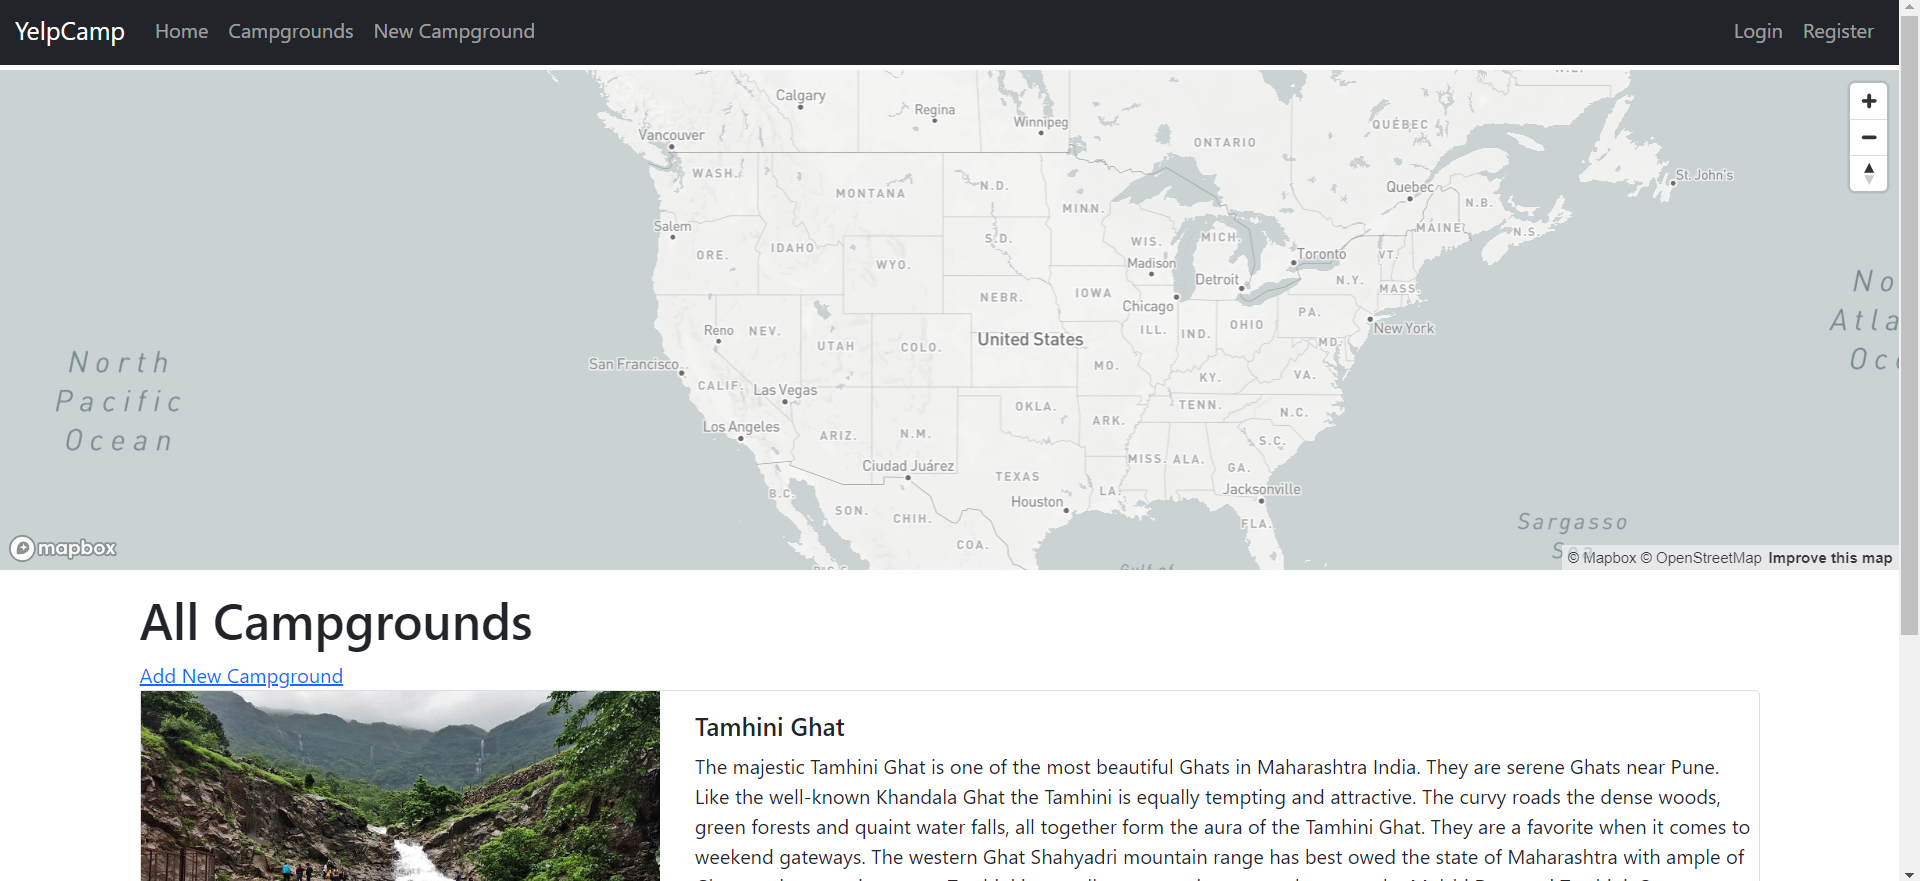 YelpCamp Home Campgrounds New Campground Login Register
Calgary
Regina
Winnipeg
Vancouver
QUÉBEC
ONTARIO
WASH.
St. John's
N.D.
MONTANA
Quebec
N.B.
MINN.
Salem
MAINE
N.S.
S.D.
MICH.
WIS.
IDAHO
ORE.
Toronto
VT.
WYO.
Madison
Detroit
N.Y.
MASS.
NEBR.
IOWA
Chicago
PA.
OHIO
New York
Reno
NEV.
ILL.
IND.
United States
UTAH
COLO.
MD.
San Francisco
MO.
KY.
VA.
CALIF.
Las Vegas
OKLA.
TENN.
N.C.
ARK.
Los Angeles
ARIZ.
N.M.
S.C.
MISS.
ALA.
GA.
Ciudad Juárez
TEXAS
Jacksonville
LA.
Houston
B.C.
SON.
CHIH.
FLA.
COA.
Gulf of
North
Pacific
Ocean
No
Atla
Oc
Sargasso
Sea
mapbox
© Mapbox © OpenStreetMap Improve this map
All Campgrounds
Add New Campground
Tamhini Ghat
The majestic Tamhini Ghat is one of the most beautiful Ghats in Maharashtra India. They are serene Ghats near Pune.
Like the well-known Khandala Ghat the Tamhini is equally tempting and attractive. The curvy roads the dense woods,
green forests and quaint water falls, all together form the aura of the Tamhini Ghat. They are a favorite when it comes to
weekend gateways. The western Ghat Shahyadri mountain range has best owed the state of Maharashtra with ample of